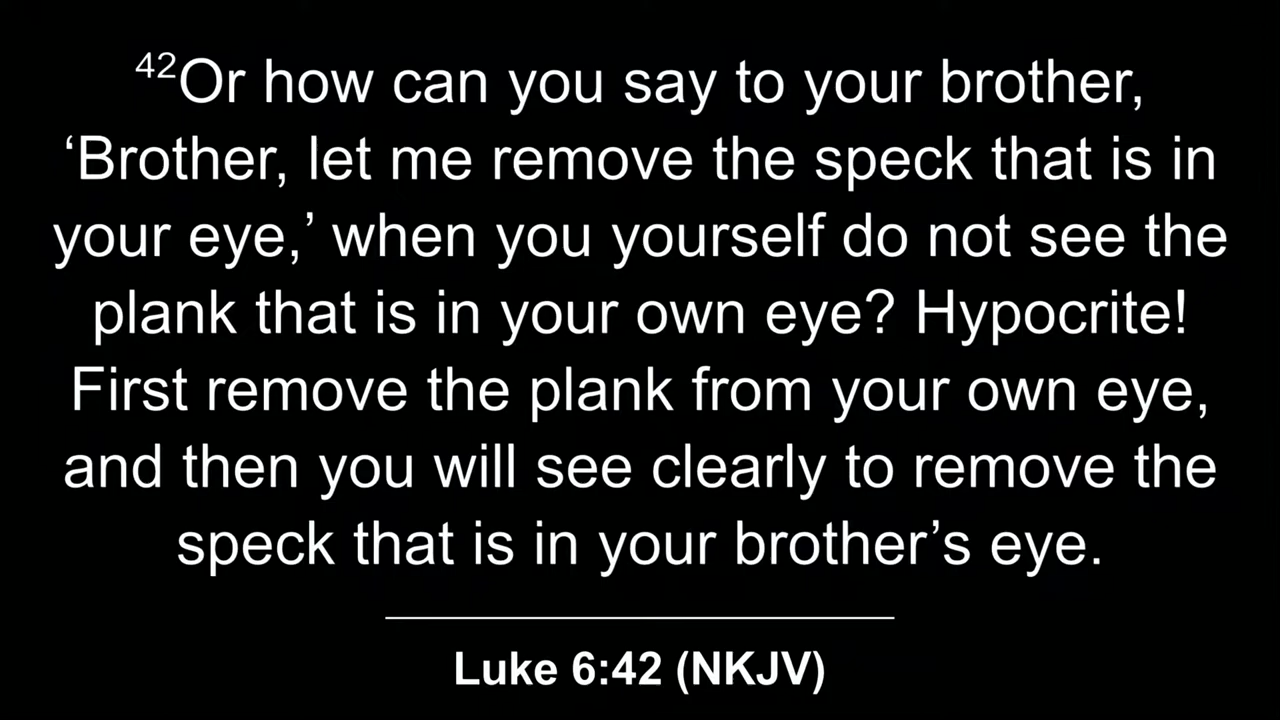 42Or how can you say to your brother,
‘Brother, let me remove the speck that is in
your eye,’ when you yourself do not see the
plank that is in your own eye? Hypocrite!
First remove the plank from your own eye,
and then you will see clearly to remove the
speck that is in your brother’s eye.
Luke 6:42 (NKJV)